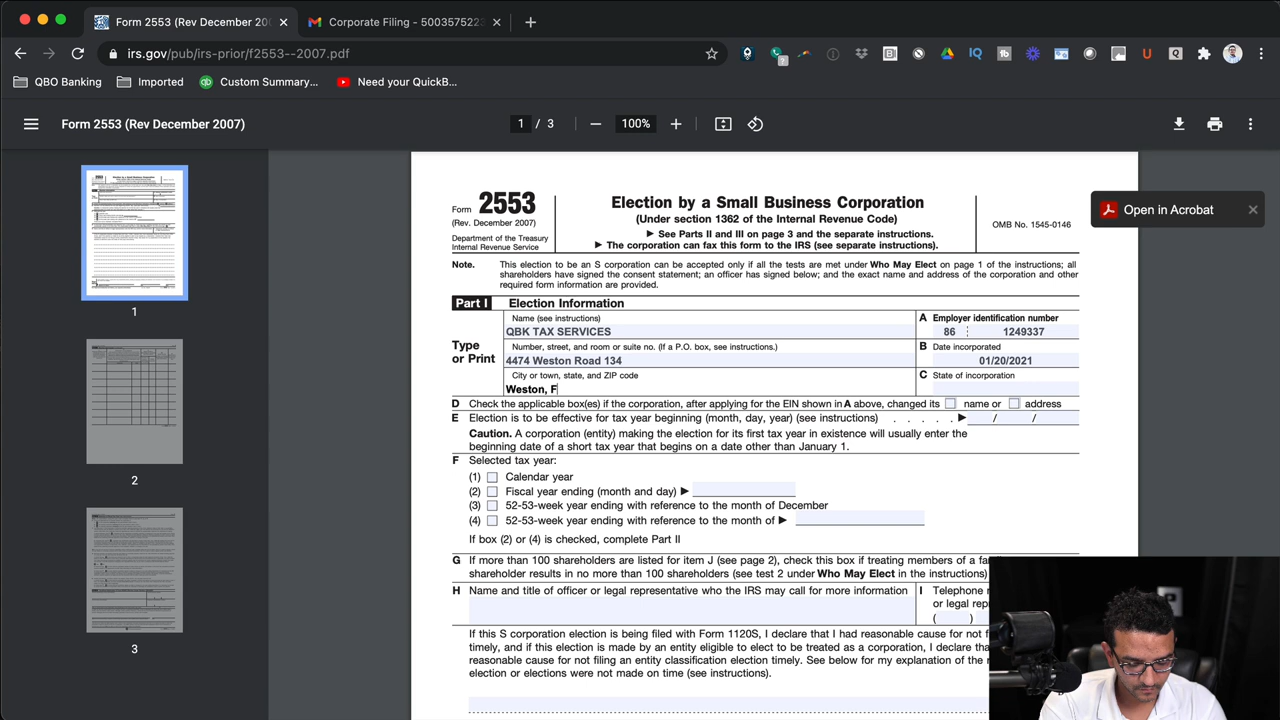 Form 2553 (Rev December 200
Corporate Filing - 5003575223
irs.gov/pub/irs-prior/f2553--2007.pdf
QBO Banking
Imported
Custom Summary...
Need your QuickB...
Form 2553 (Rev December 2007)
1 / 3
100%
Open in Acrobat
1
2
3
Form 2553
(Rev. December 2007)
Department of the Treasury
Internal Revenue Service
Election by a Small Business Corporation
(Under section 1362 of the Internal Revenue Code)
▶ See Parts II and III on page 3 and the separate instructions.
▶ The corporation can fax this form to the IRS (see separate instructions).
OMB No. 1545-0146
Note. This election to be an S corporation can be accepted only if all the tests are met under Who May Elect on page 1 of the instructions; all
shareholders have signed the consent statement; an officer has signed below; and the exact name and address of the corporation and other
required form information are provided.
Part I Election Information
Type
or Print
Name (see instructions)
QBK TAX SERVICES
A Employer identification number
86 1249337
Number, street, and room or suite no. (If a P.O. box, see instructions.)
4474 Weston Road 134
B Date incorporated
01/20/2021
City or town, state, and ZIP code
Weston, F
C State of incorporation
D Check the applicable box(es) if the corporation, after applying for the EIN shown in A above, changed its name or address
E Election is to be effective for tax year beginning (month, day, year) (see instructions) . . . . . ▶ / /
Caution. A corporation (entity) making the election for its first tax year in existence will usually enter the
beginning date of a short tax year that begins on a date other than January 1.
F Selected tax year:
(1) Calendar year
(2) Fiscal year ending (month and day) ▶
(3) 52-53-week year ending with reference to the month of December
(4) 52-53-week year ending with reference to the month of ▶
If box (2) or (4) is checked, complete Part II
G If more than 100 shareholders are listed for item J (see page 2), check this box if treating members of a fa
shareholder results in no more than 100 shareholders (see test 2 under Who May Elect in the instructions)
H Name and title of officer or legal representative who the IRS may call for more information
I Telephone
or legal repr
( )
If this S corporation election is being filed with Form 1120S, I declare that I had reasonable cause for not f
timely, and if this election is made by an entity eligible to elect to be treated as a corporation, I declare tha
reasonable cause for not filing an entity classification election timely. See below for my explanation of the r
election or elections were not made on time (see instructions).